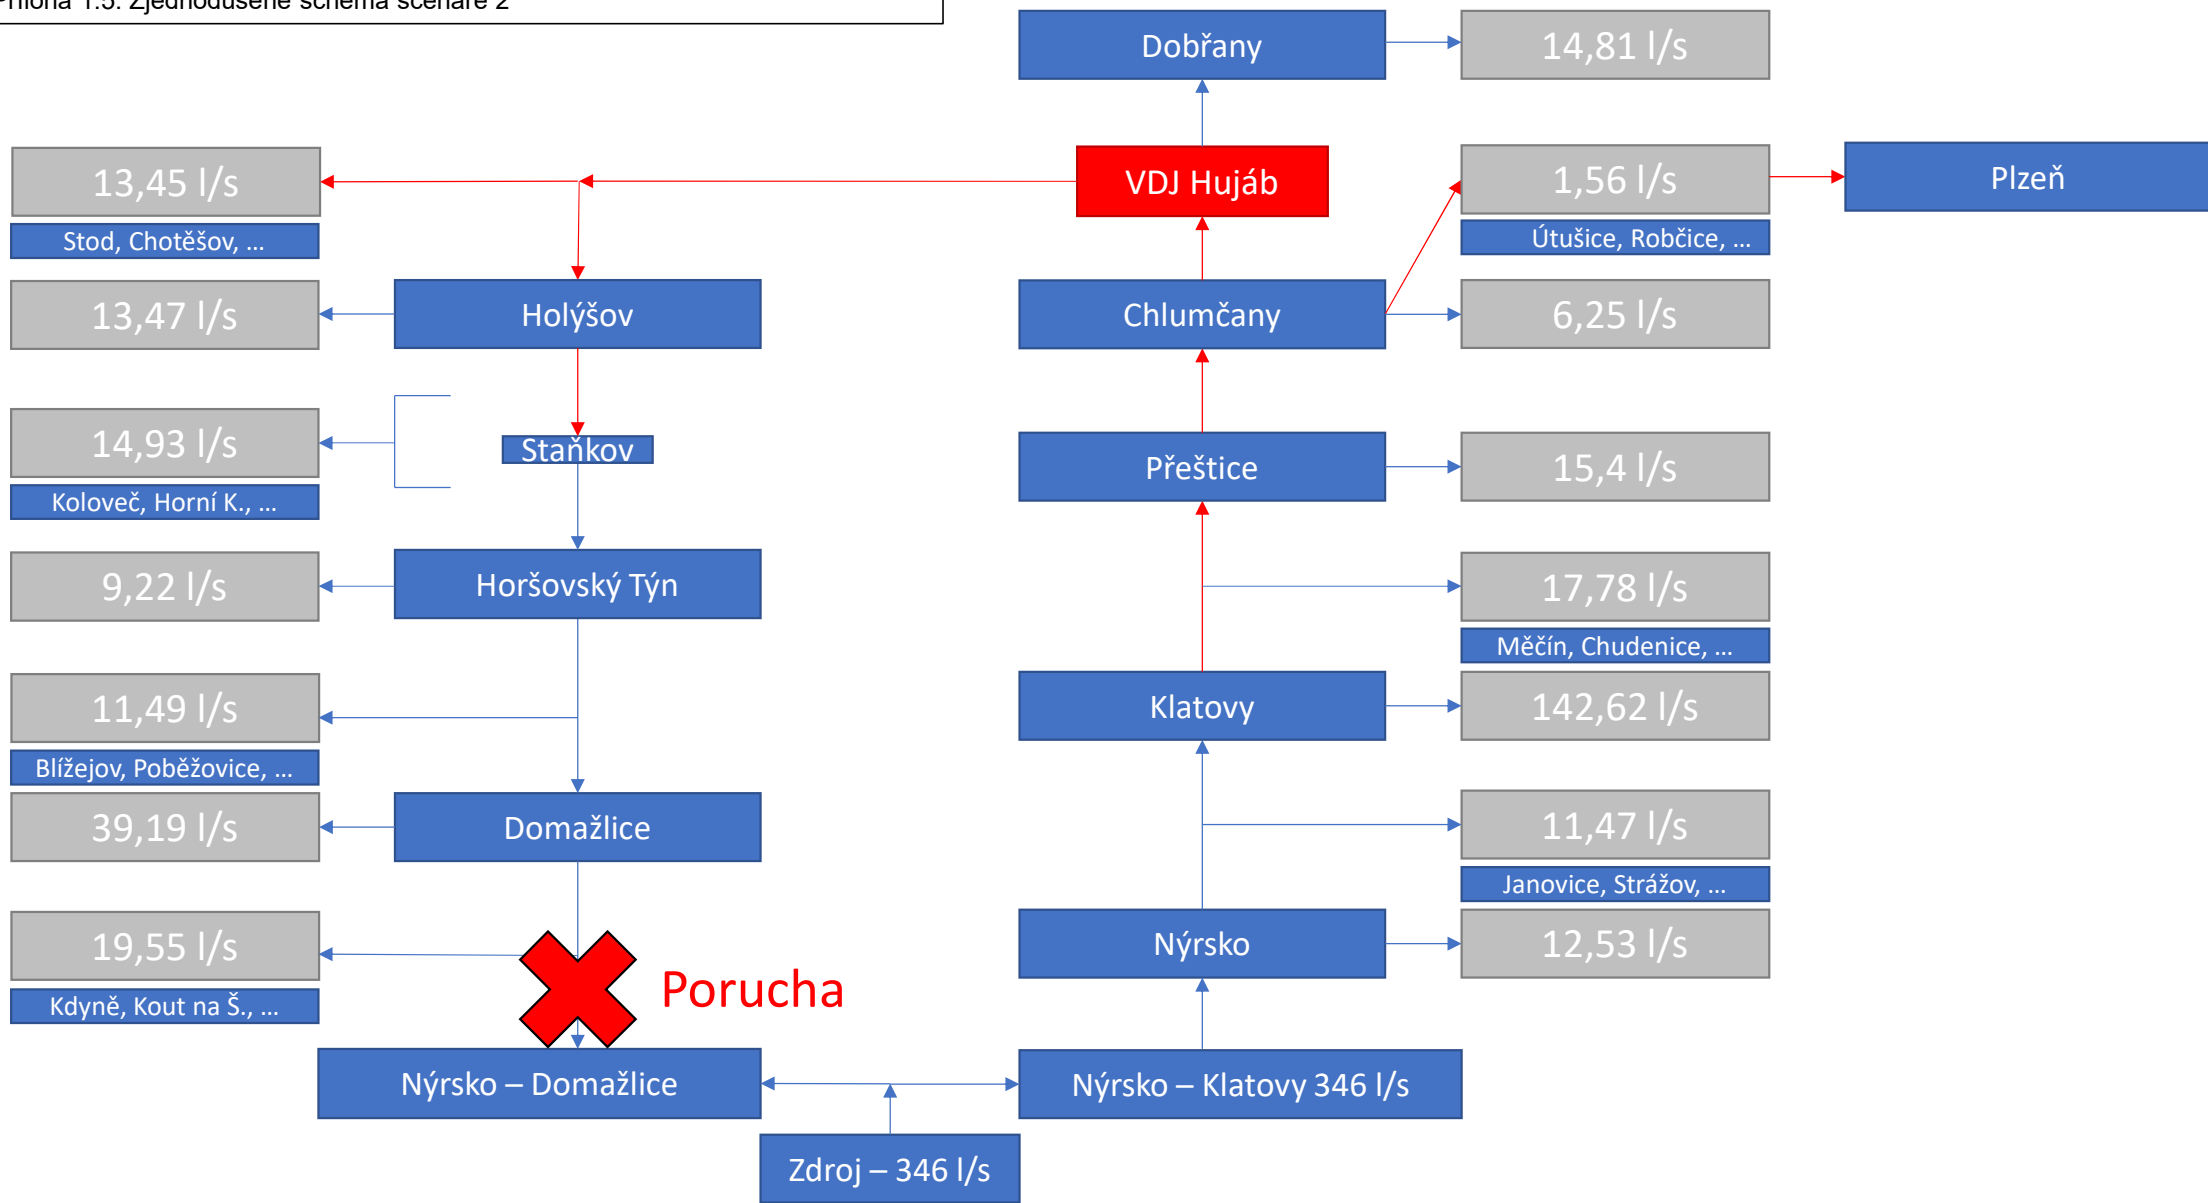 Příloha 1.5: Zjednodušené schéma scénáře 2
Dobřany
14,81 l/s
13,45 l/s
Stod, Chotěšov, ...
VDJ Hujáb
1,56 l/s
Útušice, Robčice, ...
Plzeň
13,47 l/s
Holýšov
Chlumčany
6,25 l/s
14,93 l/s
Koloveč, Horní K., ...
Staňkov
Přeštice
15,4 l/s
9,22 l/s
Horšovský Týn
17,78 l/s
Měčín, Chudenice, ...
11,49 l/s
Blížejov, Poběžovice, ...
Klatovy
142,62 l/s
39,19 l/s
Domažlice
11,47 l/s
Janovice, Strážov, ...
19,55 l/s
Kdyně, Kout na Š., ...
Porucha
Nýrsko
12,53 l/s
Nýrsko – Domažlice
Nýrsko – Klatovy 346 l/s
Zdroj – 346 l/s